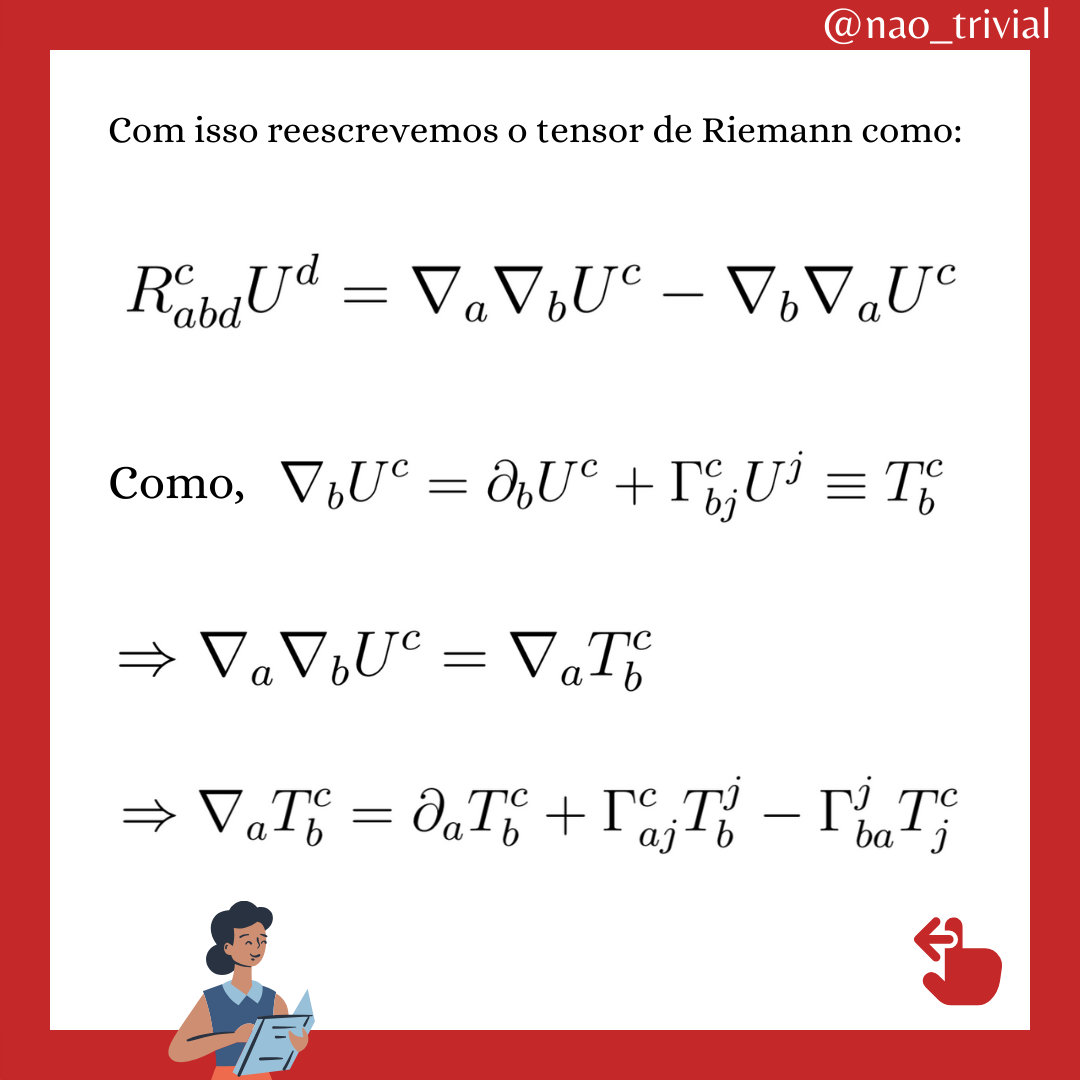 @nao_trivial
Com isso reescrevemos o tensor de Riemann como:
$R^c_{abd}U^d = \nabla_a \nabla_b U^c - \nabla_b \nabla_a U^c$
Como, $\nabla_b U^c = \partial_b U^c + \Gamma^c_{bj} U^j \equiv T^c_b$
$\Rightarrow \nabla_a \nabla_b U^c = \nabla_a T^c_b$
$\Rightarrow \nabla_a T^c_b = \partial_a T^c_b + \Gamma^c_{aj} T^j_b - \Gamma^j_{ba} T^c_j$